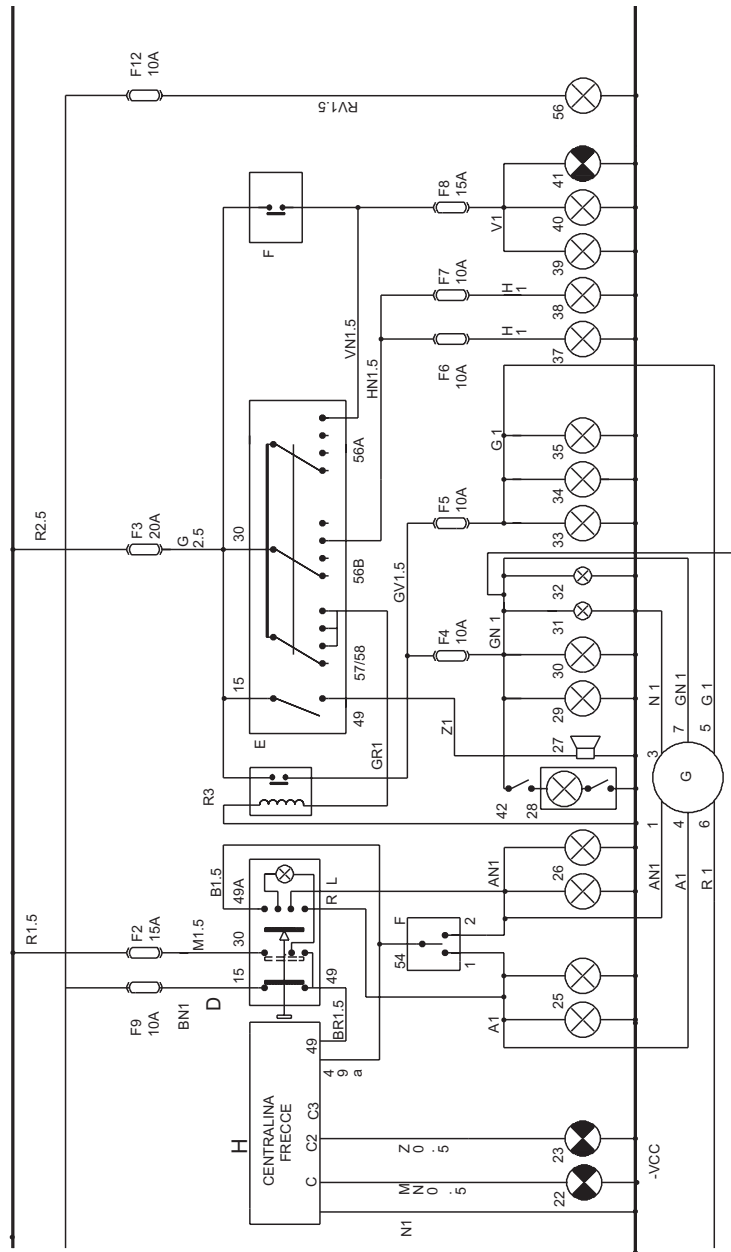 F12
10A
RV1.5
56
R2.5
F3
20A
G
2.5
F
F8
15A
V1
41
40
39
VN1.5
HN1.5
F7
10A
H
1
38
F6
10A
H
1
37
30
56A
56B
57/58
15
49
E
GV1.5
F5
10A
G 1
35
34
33
F4
10A
GN 1
32
31
30
29
Z1
27
GR1
R3
42
28
N 1
GN 1
G 1
3
7
5
G
1
4
6
AN1
A1
R 1
R1.5
F2
15A
M1.5
F9
10A
BN1
D
B1.5
49A
30
15
L
R
49
BR1.5
F
54
2
1
AN1
26
A1
25
H
CENTRALINA
FRECCE
49
4 9 a
C3
C2
C
Z
0 . 5
M
N
0 . 5
N1
23
22
-VCC